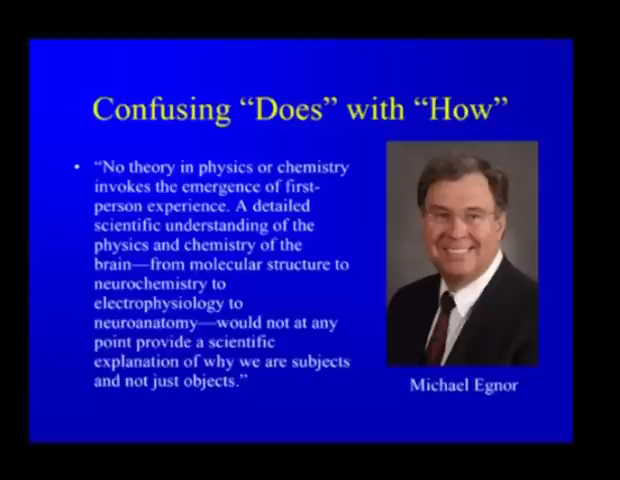 Confusing “Does” with “How”
• “No theory in physics or chemistry
invokes the emergence of first-
person experience. A detailed
scientific understanding of the
physics and chemistry of the
brain—from molecular structure to
neurochemistry to
electrophysiology to
neuroanatomy—would not at any
point provide a scientific
explanation of why we are subjects
and not just objects.”
Michael Egnor